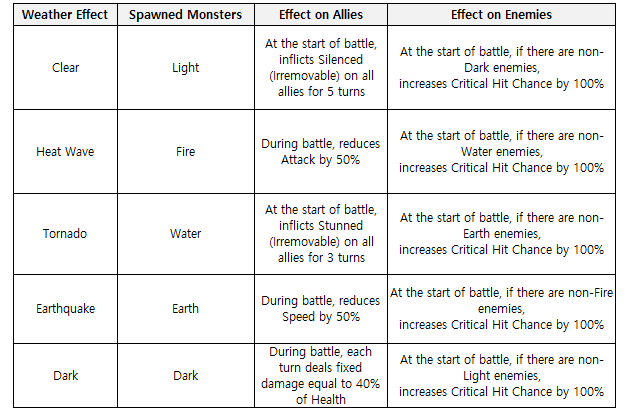 Weather Effect
Spawned Monsters
Effect on Allies
Effect on Enemies
Clear
Light
At the start of battle,
inflicts Silenced
(Irremovable) on all
allies for 5 turns
At the start of battle, if there are non-
Dark enemies,
increases Critical Hit Chance by 100%
Heat Wave
Fire
During battle, reduces
Attack by 50%
At the start of battle, if there are non-
Water enemies,
increases Critical Hit Chance by 100%
Tornado
Water
At the start of battle,
inflicts Stunned
(Irremovable) on all
allies for 3 turns
At the start of battle, if there are non-
Earth enemies,
increases Critical Hit Chance by 100%
Earthquake
Earth
During battle, reduces
Speed by 50%
At the start of battle, if there are non-Fire
enemies,
increases Critical Hit Chance by 100%
Dark
Dark
During battle, each
turn deals fixed
damage equal to 40%
of Health
At the start of battle, if there are non-
Light enemies,
increases Critical Hit Chance by 100%